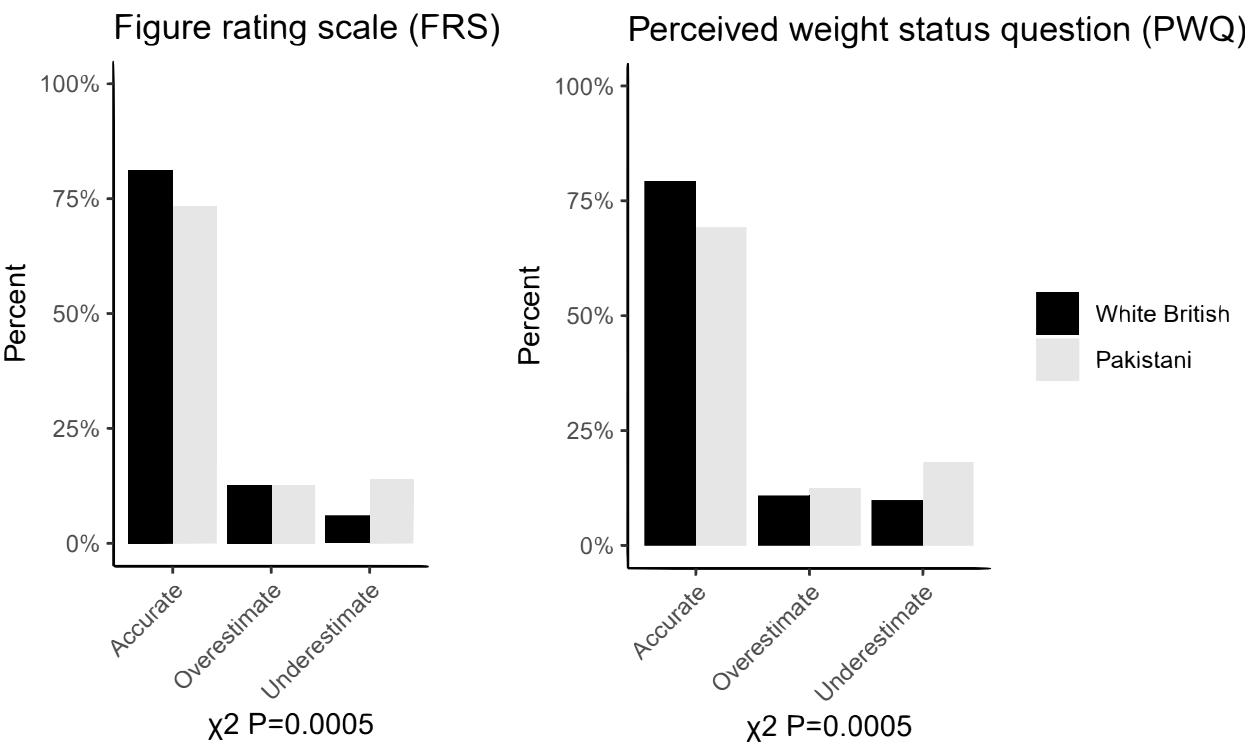 Figure rating scale (FRS)
Percent
100%
75%
50%
25%
0%
Accurate
Overestimate
Underestimate
χ2 P=0.0005
Perceived weight status question (PWQ)
Percent
100%
75%
50%
25%
0%
Accurate
Overestimate
Underestimate
χ2 P=0.0005
White British
Pakistani